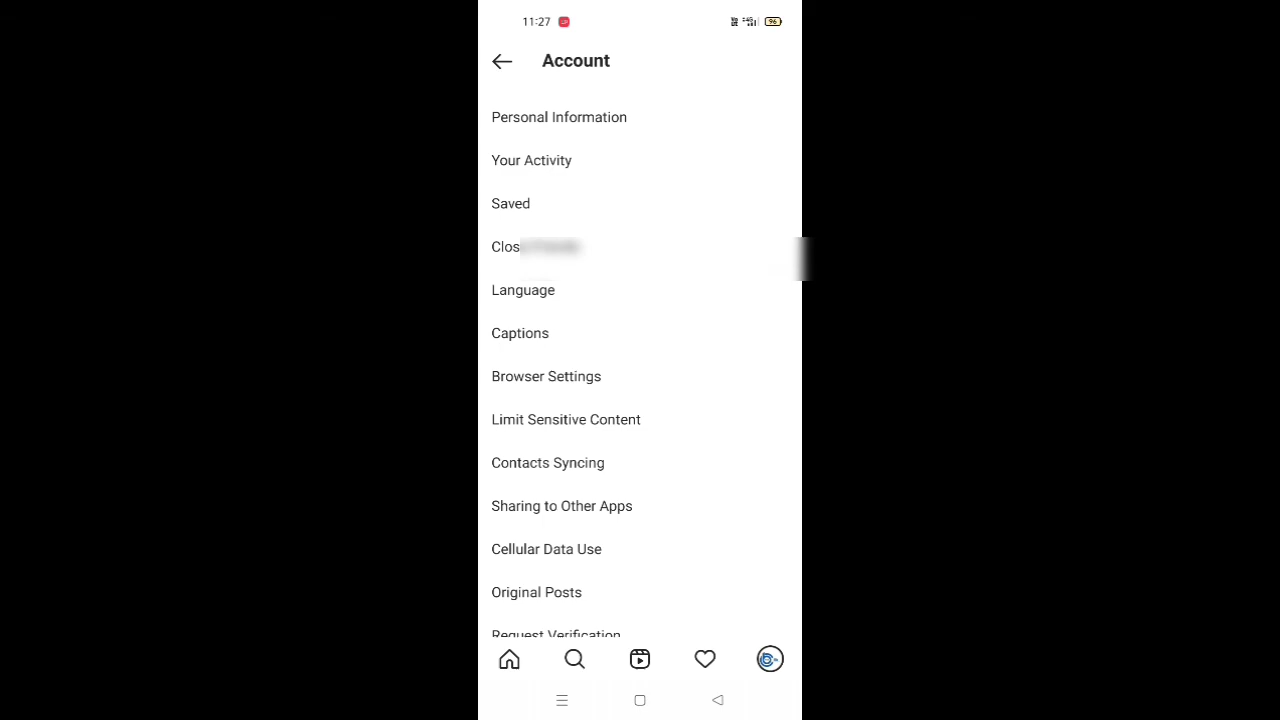 11:27
96
Account
Personal Information
Your Activity
Saved
Clos
Language
Captions
Browser Settings
Limit Sensitive Content
Contacts Syncing
Sharing to Other Apps
Cellular Data Use
Original Posts
Request Verification